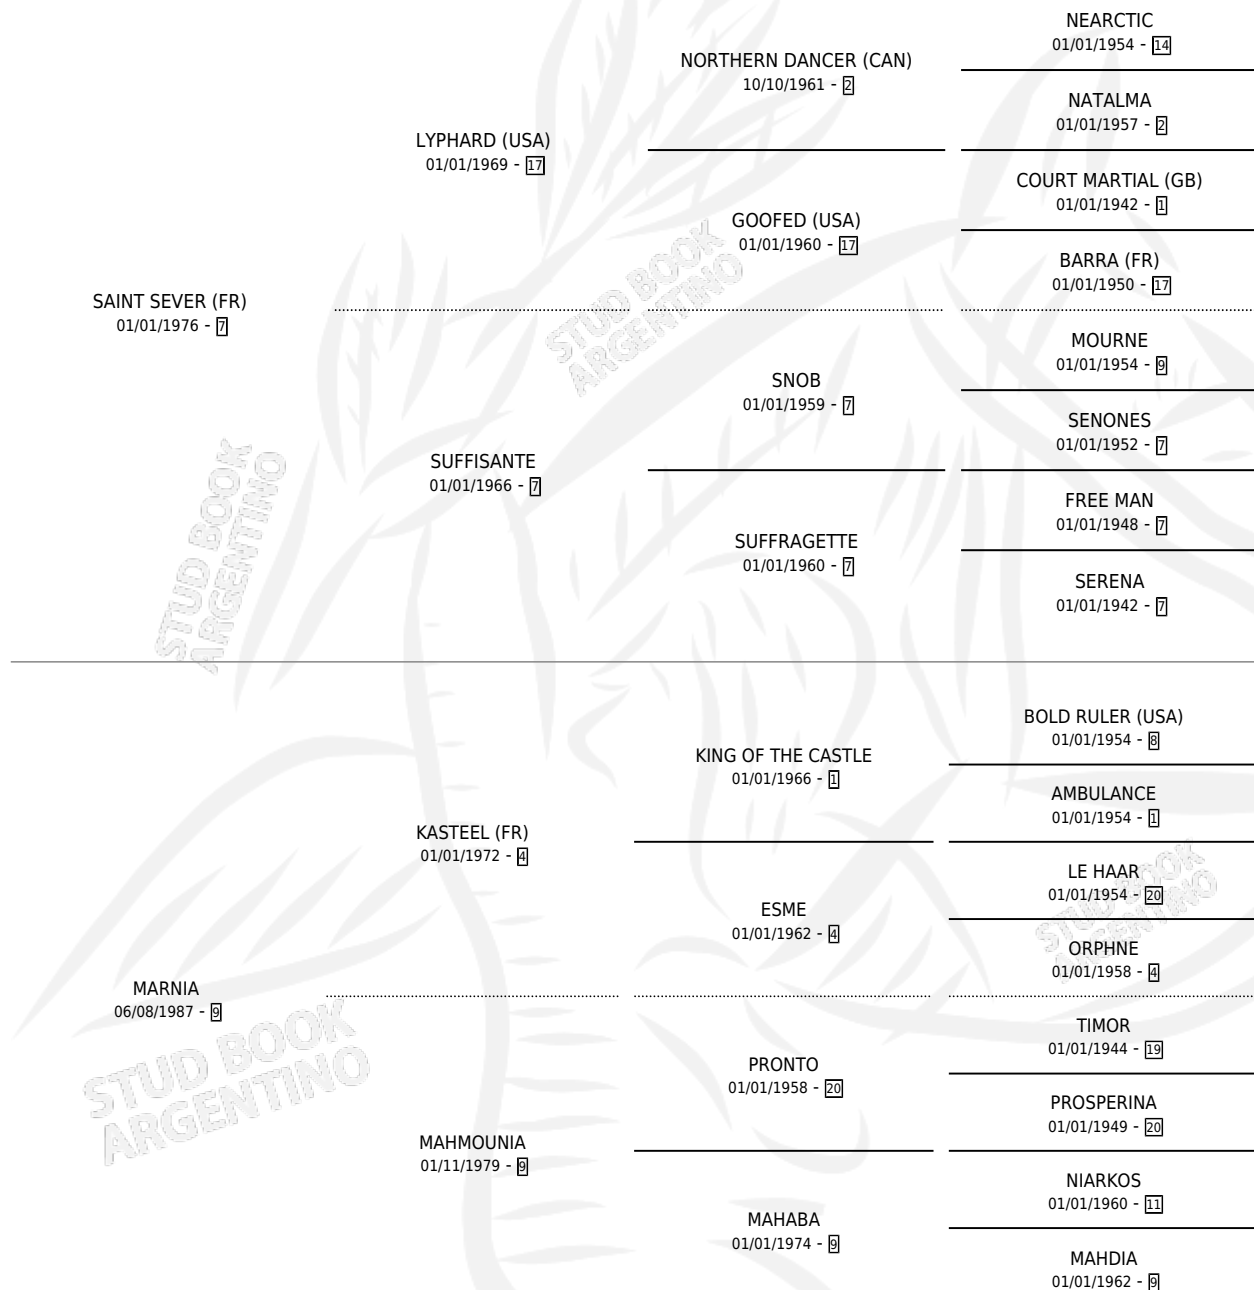 NEARCTIC
01/01/1954 - 14
NORTHERN DANCER (CAN)
10/10/1961 - 2
NATALMA
01/01/1957 - 2
LYPHARD (USA)
01/01/1969 - 17
COURT MARTIAL (GB)
01/01/1942 - 1
GOOFED (USA)
01/01/1960 - 17
BARRA (FR)
01/01/1950 - 17
SAINT SEVER (FR)
01/01/1976 - 7
MOURNE
01/01/1954 - 9
SNOB
01/01/1959 - 7
SENONES
01/01/1952 - 7
SUFFISANTE
01/01/1966 - 7
FREE MAN
01/01/1948 - 7
SUFFRAGETTE
01/01/1960 - 7
SERENA
01/01/1942 - 7
STUD BOOK
ARGENTINO
STUD BOOK
ARGENTINO
BOLD RULER (USA)
01/01/1954 - 8
KING OF THE CASTLE
01/01/1966 - 1
AMBULANCE
01/01/1954 - 1
KASTEEL (FR)
01/01/1972 - 4
LE HAAR
01/01/1954 - 20
ESME
01/01/1962 - 4
ORPHNE
01/01/1958 - 4
STUD BOOK
ARGENTINO
MARNIA
06/08/1987 - 9
TIMOR
01/01/1944 - 19
PRONTO
01/01/1958 - 20
PROSPERINA
01/01/1949 - 20
MAHMOUNIA
01/11/1979 - 9
NIARKOS
01/01/1960 - 11
MAHABA
01/01/1974 - 9
MAHDIA
01/01/1962 - 9
STUD BOOK
ARGENTINO